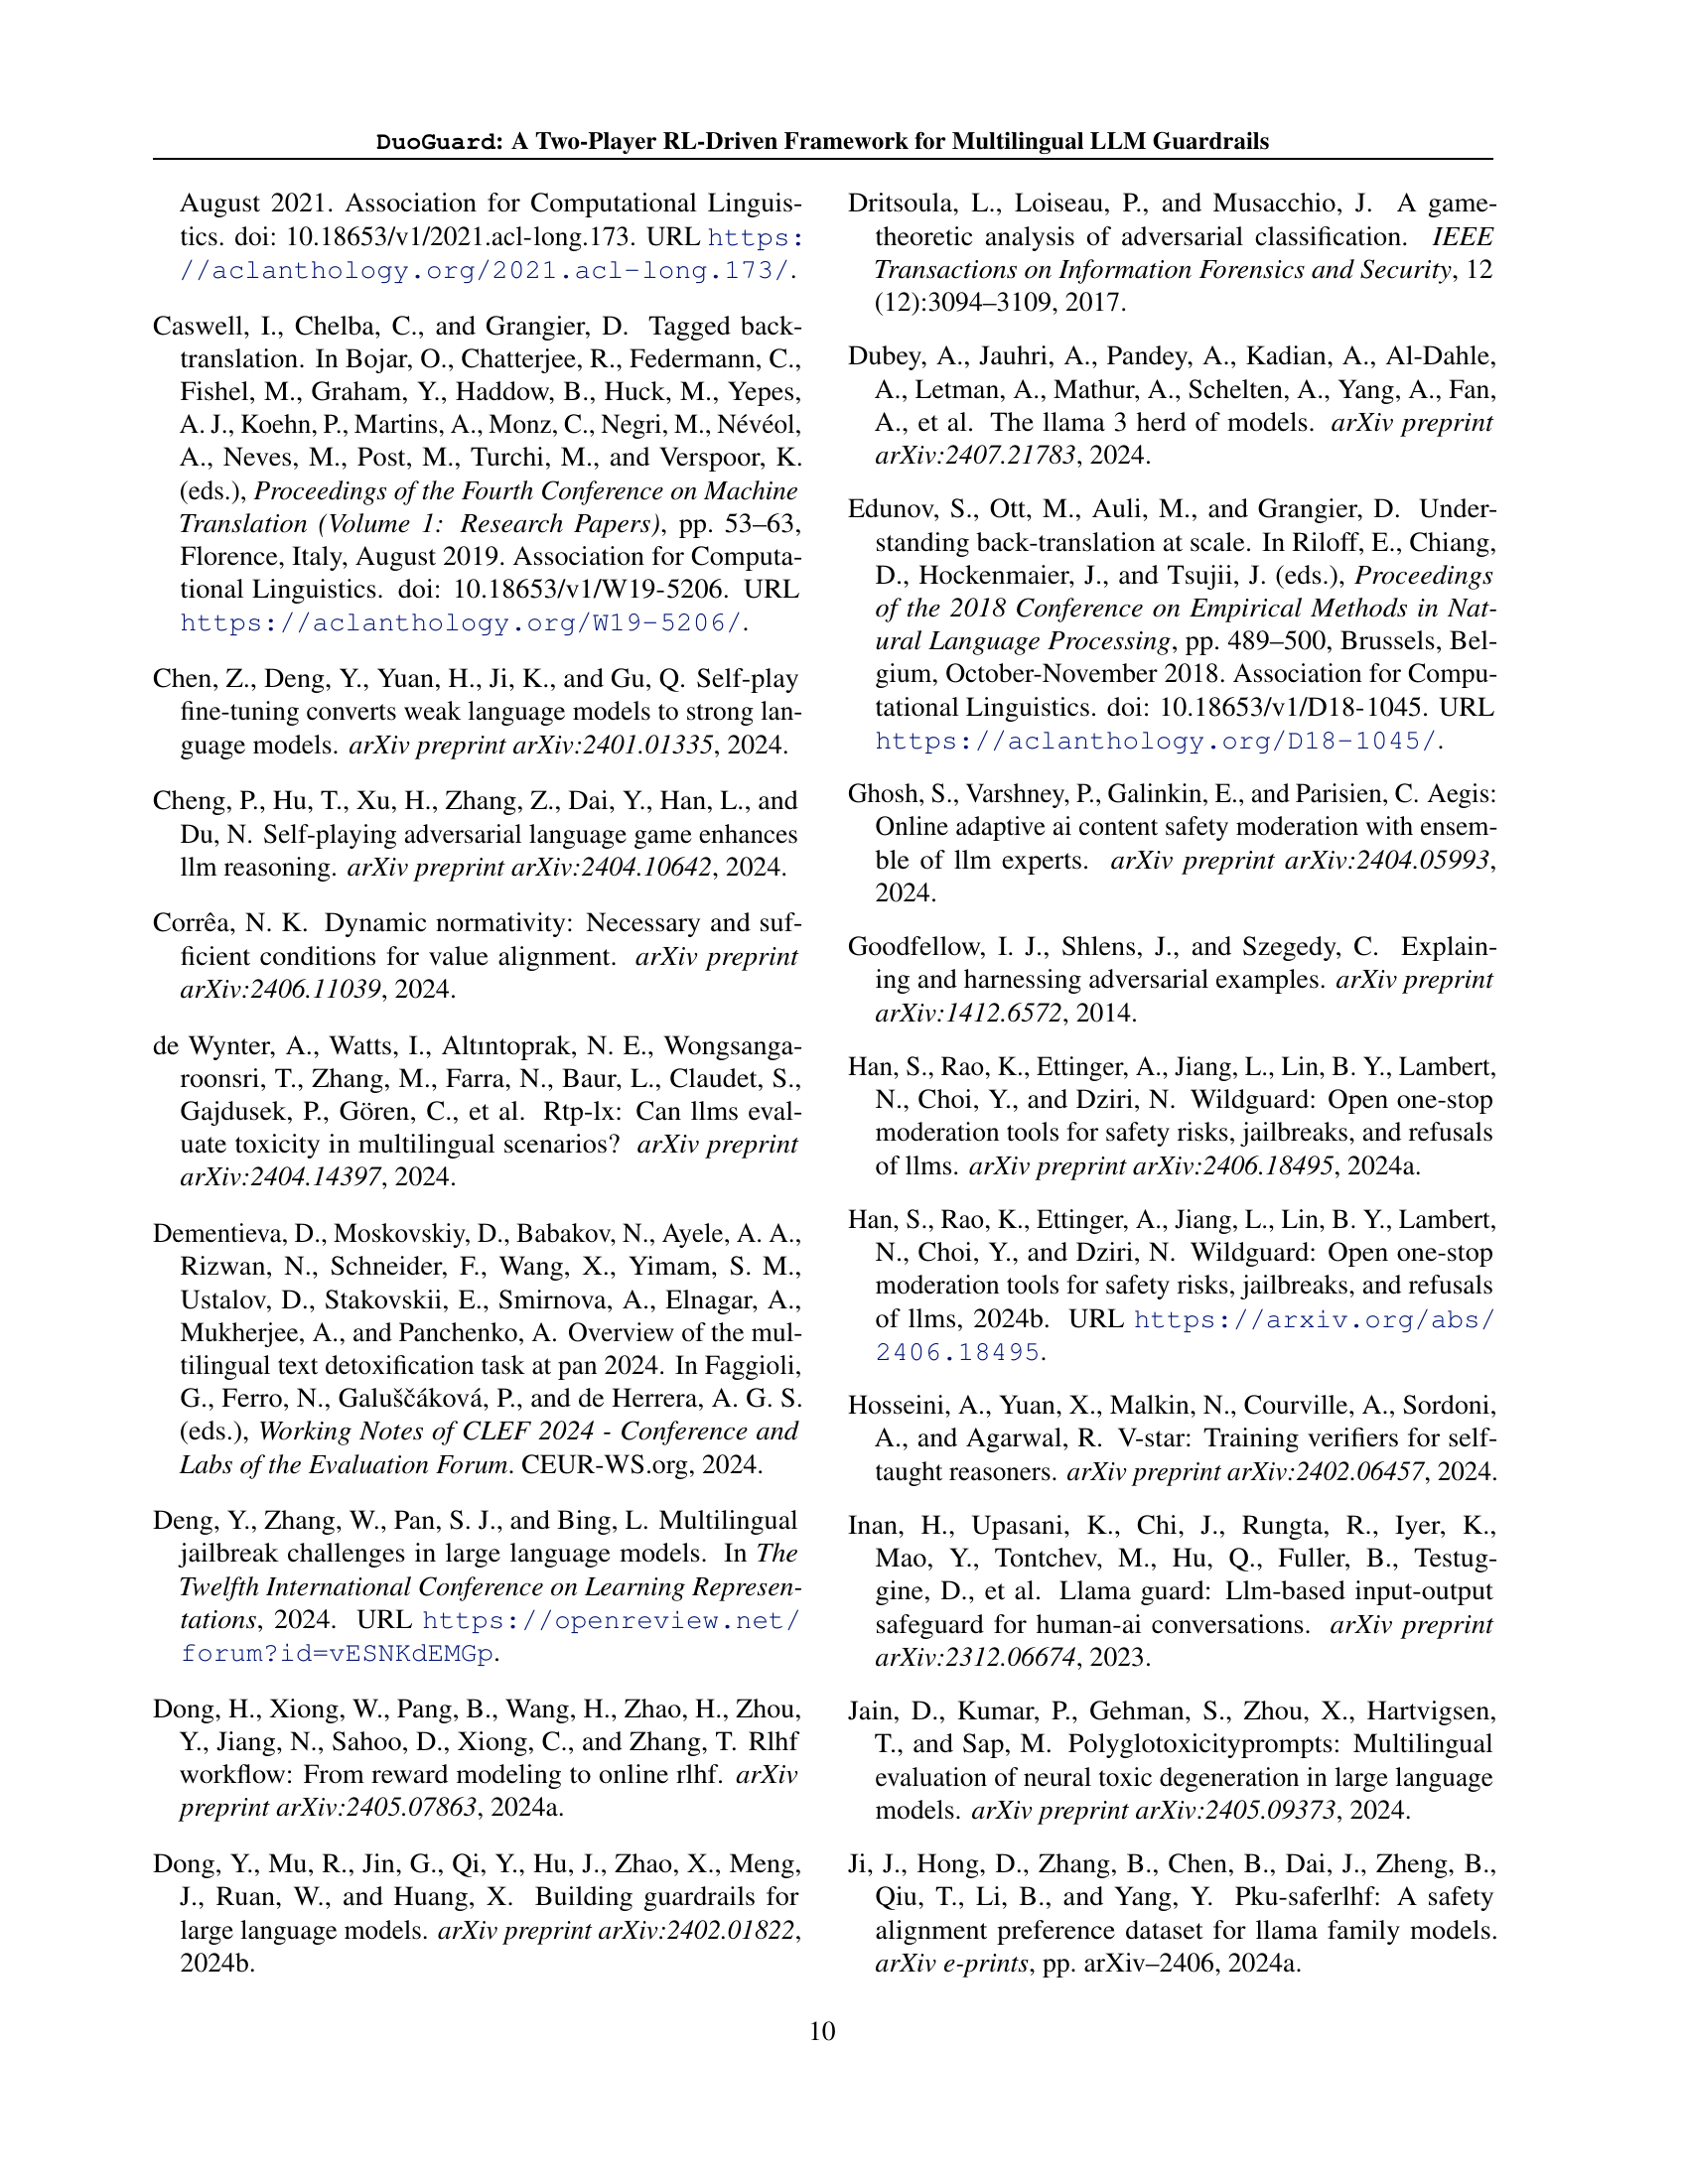 DuoGuard: A Two-Player RL-Driven Framework for Multilingual LLM Guardrails
August 2021. Association for Computational Linguis-
tics. doi: 10.18653/v1/2021.acl-long.173. URL https:
//aclanthology.org/2021.acl-long.173/.
Caswell, I., Chelba, C., and Grangier, D. Tagged back-
translation. In Bojar, O., Chatterjee, R., Federmann, C.,
Fishel, M., Graham, Y., Haddow, B., Huck, M., Yepes,
A. J., Koehn, P., Martins, A., Monz, C., Negri, M., Névéol,
A., Neves, M., Post, M., Turchi, M., and Verspoor, K.
(eds.), Proceedings of the Fourth Conference on Machine
Translation (Volume 1: Research Papers), pp. 53–63,
Florence, Italy, August 2019. Association for Computa-
tional Linguistics. doi: 10.18653/v1/W19-5206. URL
https://aclanthology.org/W19-5206/.
Chen, Z., Deng, Y., Yuan, H., Ji, K., and Gu, Q. Self-play
fine-tuning converts weak language models to strong lan-
guage models. arXiv preprint arXiv:2401.01335, 2024.
Cheng, P., Hu, T., Xu, H., Zhang, Z., Dai, Y., Han, L., and
Du, N. Self-playing adversarial language game enhances
llm reasoning. arXiv preprint arXiv:2404.10642, 2024.
Corrêa, N. K. Dynamic normativity: Necessary and suf-
ficient conditions for value alignment. arXiv preprint
arXiv:2406.11039, 2024.
de Wynter, A., Watts, I., Altıntoprak, N. E., Wongsanga-
roonsri, T., Zhang, M., Farra, N., Baur, L., Claudet, S.,
Gajdusek, P., Gören, C., et al. Rtp-lx: Can llms eval-
uate toxicity in multilingual scenarios? arXiv preprint
arXiv:2404.14397, 2024.
Dementieva, D., Moskovskiy, D., Babakov, N., Ayele, A. A.,
Rizwan, N., Schneider, F., Wang, X., Yimam, S. M.,
Ustalov, D., Stakovskii, E., Smirnova, A., Elnagar, A.,
Mukherjee, A., and Panchenko, A. Overview of the mul-
tilingual text detoxification task at pan 2024. In Faggioli,
G., Ferro, N., Galuščáková, P., and de Herrera, A. G. S.
(eds.), Working Notes of CLEF 2024 - Conference and
Labs of the Evaluation Forum. CEUR-WS.org, 2024.
Deng, Y., Zhang, W., Pan, S. J., and Bing, L. Multilingual
jailbreak challenges in large language models. In The
Twelfth International Conference on Learning Represen-
tations, 2024. URL https://openreview.net/
forum?id=vESNKdEMGp.
Dong, H., Xiong, W., Pang, B., Wang, H., Zhao, H., Zhou,
Y., Jiang, N., Sahoo, D., Xiong, C., and Zhang, T. Rlhf
workflow: From reward modeling to online rlhf. arXiv
preprint arXiv:2405.07863, 2024a.
Dong, Y., Mu, R., Jin, G., Qi, Y., Hu, J., Zhao, X., Meng,
J., Ruan, W., and Huang, X. Building guardrails for
large language models. arXiv preprint arXiv:2402.01822,
2024b.
Dritsoula, L., Loiseau, P., and Musacchio, J. A game-
theoretic analysis of adversarial classification. IEEE
Transactions on Information Forensics and Security, 12
(12):3094–3109, 2017.
Dubey, A., Jauhri, A., Pandey, A., Kadian, A., Al-Dahle,
A., Letman, A., Mathur, A., Schelten, A., Yang, A., Fan,
A., et al. The llama 3 herd of models. arXiv preprint
arXiv:2407.21783, 2024.
Edunov, S., Ott, M., Auli, M., and Grangier, D. Under-
standing back-translation at scale. In Riloff, E., Chiang,
D., Hockenmaier, J., and Tsujii, J. (eds.), Proceedings
of the 2018 Conference on Empirical Methods in Nat-
ural Language Processing, pp. 489–500, Brussels, Bel-
gium, October-November 2018. Association for Compu-
tational Linguistics. doi: 10.18653/v1/D18-1045. URL
https://aclanthology.org/D18-1045/.
Ghosh, S., Varshney, P., Galinkin, E., and Parisien, C. Aegis:
Online adaptive ai content safety moderation with ensem-
ble of llm experts. arXiv preprint arXiv:2404.05993,
2024.
Goodfellow, I. J., Shlens, J., and Szegedy, C. Explain-
ing and harnessing adversarial examples. arXiv preprint
arXiv:1412.6572, 2014.
Han, S., Rao, K., Ettinger, A., Jiang, L., Lin, B. Y., Lambert,
N., Choi, Y., and Dziri, N. Wildguard: Open one-stop
moderation tools for safety risks, jailbreaks, and refusals
of llms. arXiv preprint arXiv:2406.18495, 2024a.
Han, S., Rao, K., Ettinger, A., Jiang, L., Lin, B. Y., Lambert,
N., Choi, Y., and Dziri, N. Wildguard: Open one-stop
moderation tools for safety risks, jailbreaks, and refusals
of llms, 2024b. URL https://arxiv.org/abs/
2406.18495.
Hosseini, A., Yuan, X., Malkin, N., Courville, A., Sordoni,
A., and Agarwal, R. V-star: Training verifiers for self-
taught reasoners. arXiv preprint arXiv:2402.06457, 2024.
Inan, H., Upasani, K., Chi, J., Rungta, R., Iyer, K.,
Mao, Y., Tontchev, M., Hu, Q., Fuller, B., Testug-
gine, D., et al. Llama guard: Llm-based input-output
safeguard for human-ai conversations. arXiv preprint
arXiv:2312.06674, 2023.
Jain, D., Kumar, P., Gehman, S., Zhou, X., Hartvigsen,
T., and Sap, M. Polyglotoxicityprompts: Multilingual
evaluation of neural toxic degeneration in large language
models. arXiv preprint arXiv:2405.09373, 2024.
Ji, J., Hong, D., Zhang, B., Chen, B., Dai, J., Zheng, B.,
Qiu, T., Li, B., and Yang, Y. Pku-saferlhf: A safety
alignment preference dataset for llama family models.
arXiv e-prints, pp. arXiv–2406, 2024a.
10